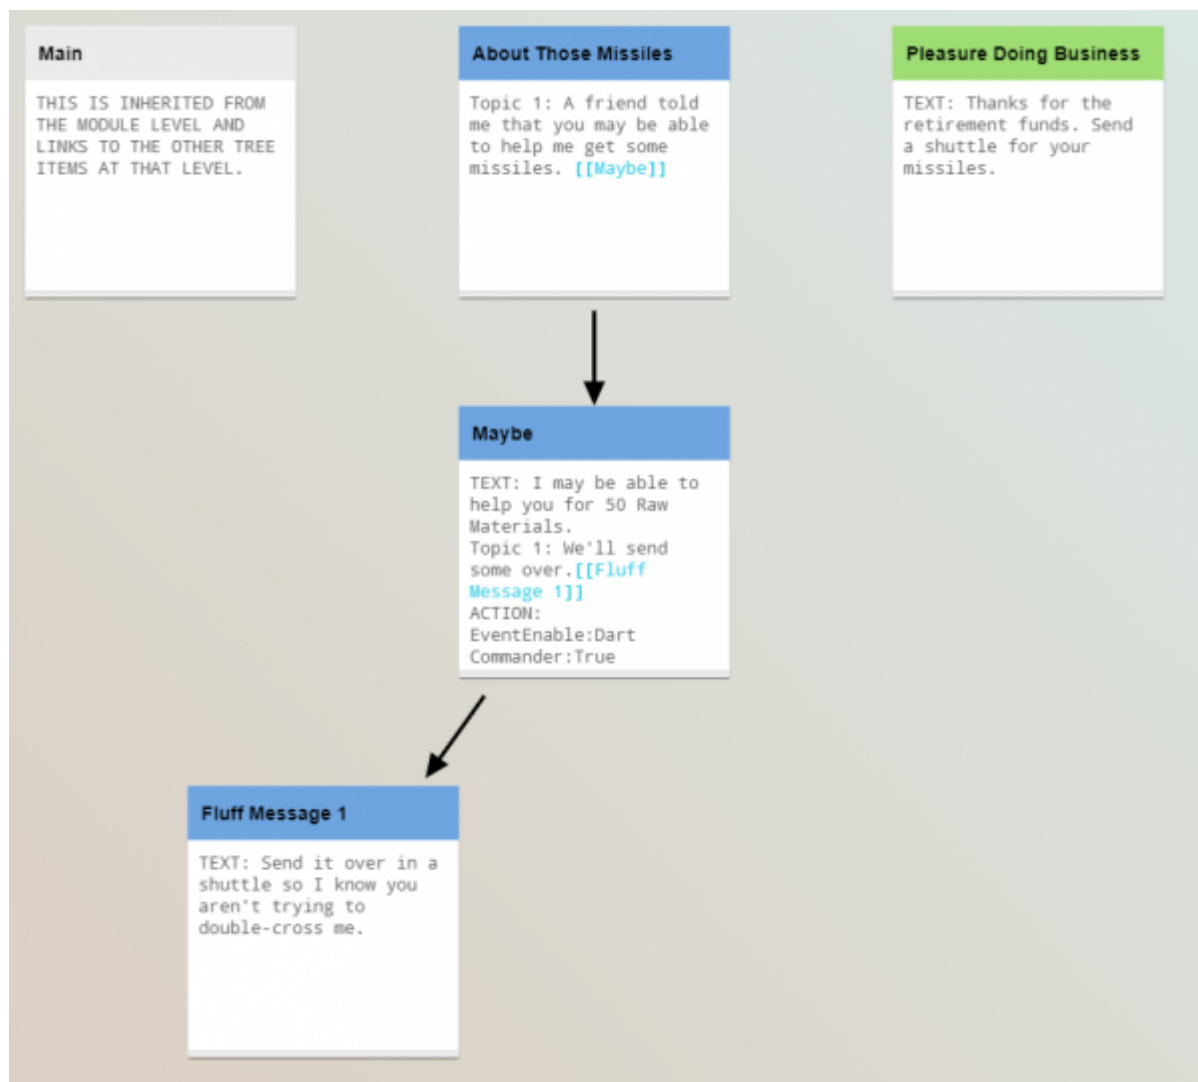 Main
THIS IS INHERITED FROM
THE MODULE LEVEL AND
LINKS TO THE OTHER TREE
ITEMS AT THAT LEVEL.
About Those Missiles
Topic 1: A friend told
me that you may be able
to help me get some
missiles. [[Maybe]]
Pleasure Doing Business
TEXT: Thanks for the
retirement funds. Send
a shuttle for your
missiles.
Maybe
TEXT: I may be able to
help you for 50 Raw
Materials.
Topic 1: We'll send
some over.[[Fluff
Message 1]]
ACTION:
EventEnable:Dart
Commander:True
Fluff Message 1
TEXT: Send it over in a
shuttle so I know you
aren't trying to
double-cross me.